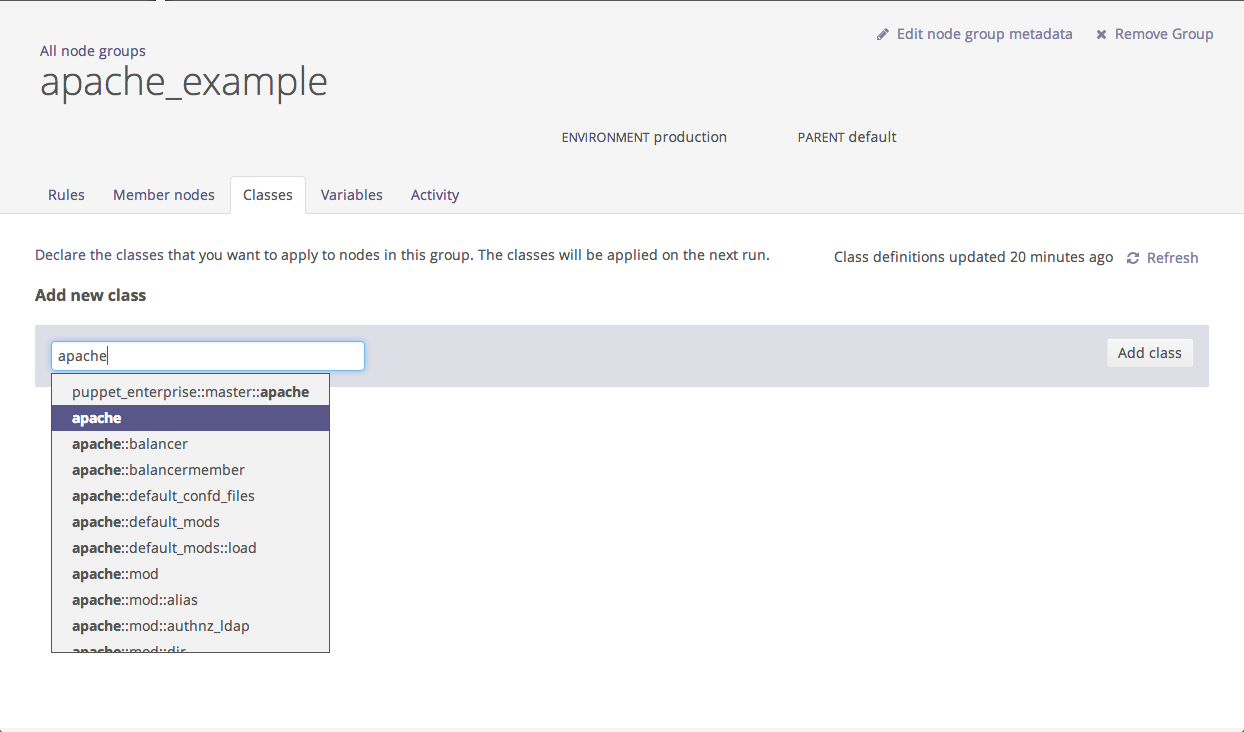 Edit node group metadata
Remove Group
All node groups
apache_example
ENVIRONMENT production
PARENT default
Rules
Member nodes
Classes
Variables
Activity
Declare the classes that you want to apply to nodes in this group. The classes will be applied on the next run.
Class definitions updated 20 minutes ago
Refresh
Add new class
apache
Add class
puppet_enterprise::master::apache
apache
apache::balancer
apache::balancermember
apache::default_confd_files
apache::default_mods
apache::default_mods::load
apache::mod
apache::mod::alias
apache::mod::authnz_ldap
apache::mod::dir